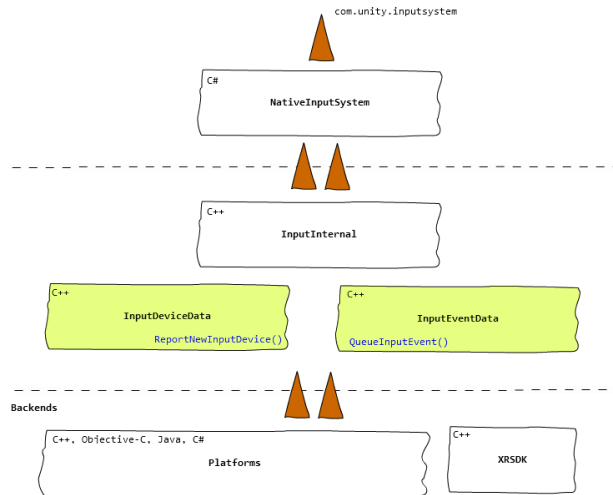 com.unity.inputsystem
C#
NativeInputSystem
C++
InputInternal
C++
InputDeviceData
ReportNewInputDevice()
C++
InputEventData
QueueInputEvent()
Backends
C++, Objective-C, Java, C#
Platforms
C++
XRSDK